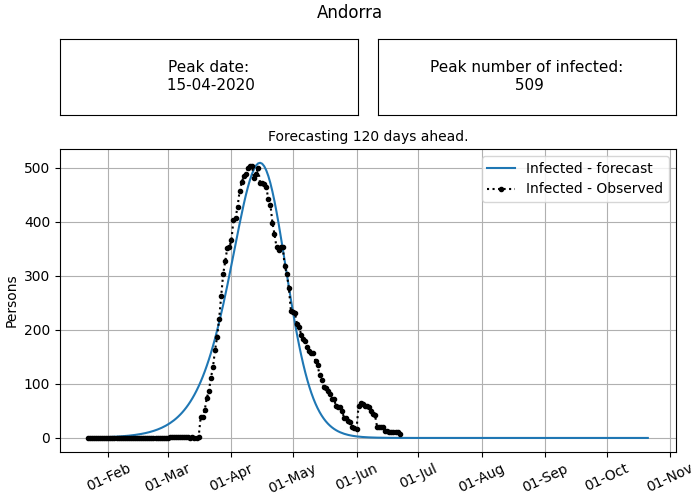 Andorra
Peak date:
15-04-2020
Peak number of infected:
509
Forecasting 120 days ahead.
Infected - forecast
Infected - Observed
Persons
500
400
300
200
100
0
01-Feb
01-Mar
01-Apr
01-May
01-Jun
01-Jul
01-Aug
01-Sep
01-Oct
01-Nov